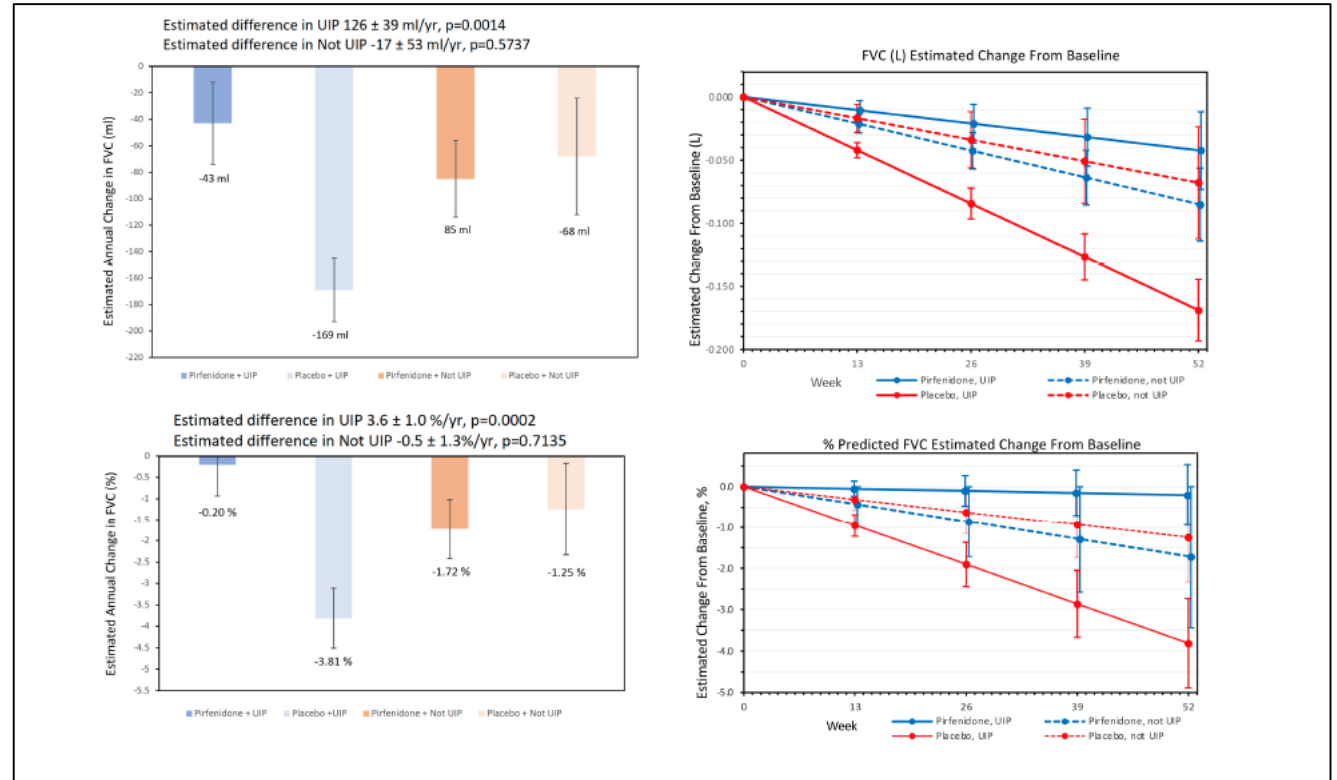 Estimated difference in UIP 126 ± 39 ml/yr, p=0.0014
Estimated difference in Not UIP -17 ± 53 ml/yr, p=0.5737
Estimated Annual Change in FVC (ml)
0
-20
-40
-60
-80
-100
-120
-140
-160
-180
-200
-220
-43 ml
-169 ml
85 ml
-68 ml
Pirfenidone + UIP Placebo + UIP Pirfenidone + Not UIP Placebo + Not UIP
FVC (L) Estimated Change From Baseline
Estimated Change From Baseline (L)
0.000
-0.050
-0.100
-0.150
-0.200
0 13 26 39 52
Week
Pirfenidone, UIP Pirfenidone, not UIP
Placebo, UIP Placebo, not UIP
Estimated difference in UIP 3.6 ± 1.0 %/yr, p=0.0002
Estimated difference in Not UIP -0.5 ± 1.3%/yr, p=0.7135
Estimated Annual Change in FVC (%)
0
-0.5
-1
-1.5
-2
-2.5
-3
-3.5
-4
-4.5
-5
-5.5
-0.20 %
-3.81 %
-1.72 %
-1.25 %
Pirfenidone + UIP Placebo +UIP Pirfenidone + Not UIP Placebo + Not UIP
% Predicted FVC Estimated Change From Baseline
Estimated Change From Baseline, %
0.0
-1.0
-2.0
-3.0
-4.0
-5.0
0 13 26 39 52
Week
Pirfenidone, UIP Pirfenidone, not UIP
Placebo, UIP Placebo, not UIP